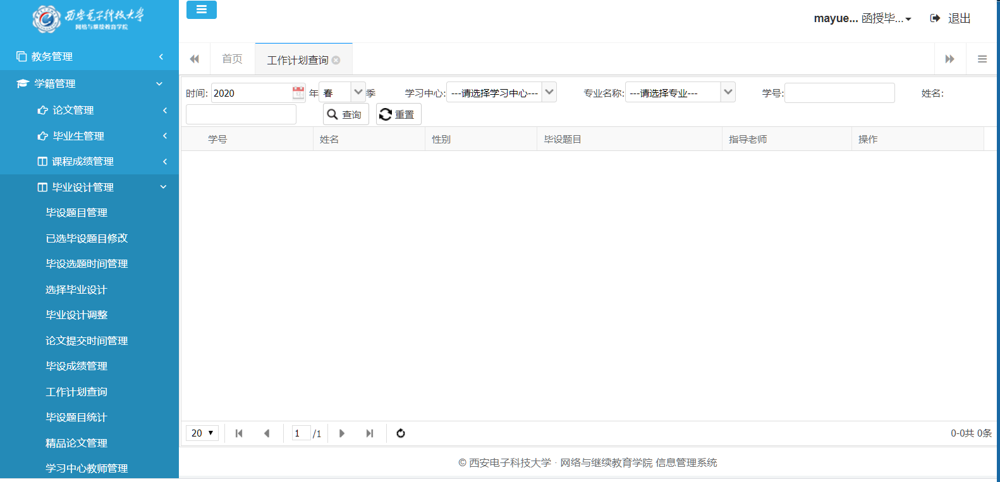 西安电子科技大学
网络与继续教育学院
mayue... 函授毕...
退出
教务管理
学籍管理
论文管理
毕业生管理
课程成绩管理
毕业设计管理
毕设题目管理
已选毕设题目修改
毕设选题时间管理
选择毕业设计
毕业设计调整
论文提交时间管理
毕设成绩管理
工作计划查询
毕设题目统计
精品论文管理
学习中心教师管理
首页
工作计划查询
时间: 2020 年 春 季 学习中心: ---请选择学习中心--- 专业名称: ---请选择专业--- 学号: 姓名:
查询 重置
学号 姓名 性别 毕设题目 指导老师 操作
20 1 /1 0-0共 0条
© 西安电子科技大学 · 网络与继续教育学院 信息管理系统